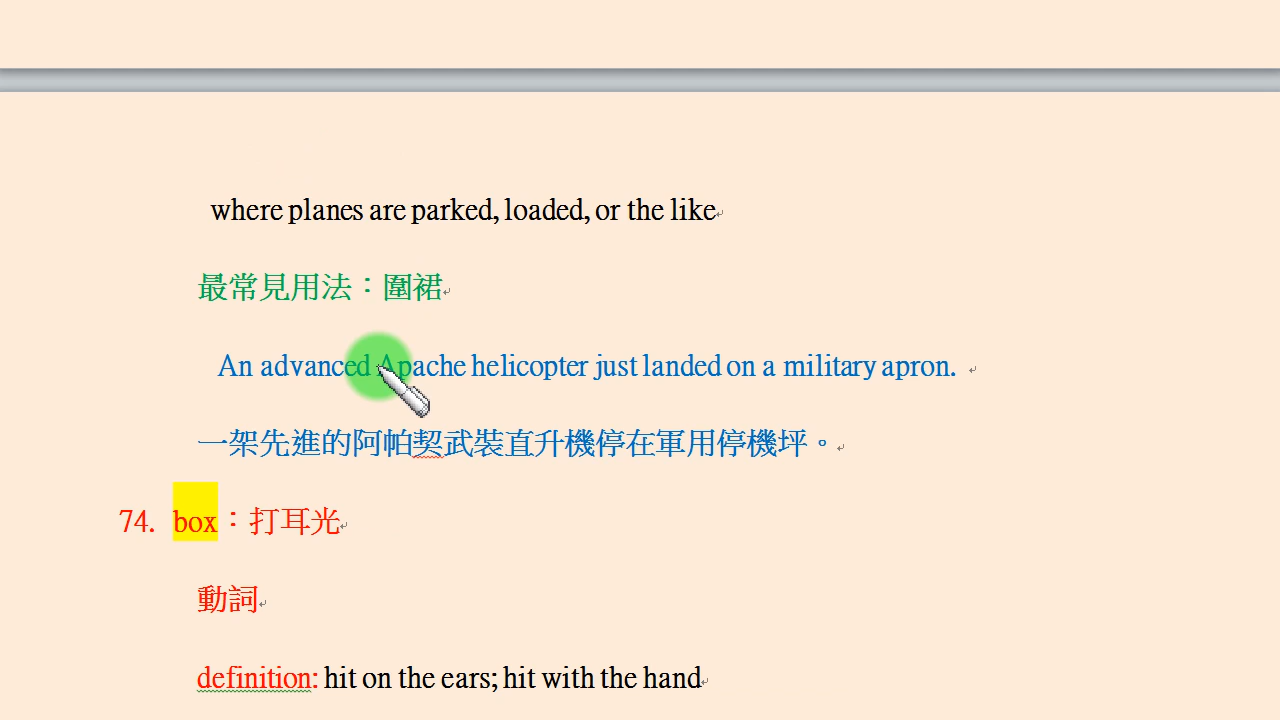 where planes are parked, loaded, or the like
最常見用法：圍裙
An advanced Apache helicopter just landed on a military apron.
一架先進的阿帕契武裝直升機停在軍用停機坪。
74. box：打耳光
動詞
definition: hit on the ears; hit with the hand